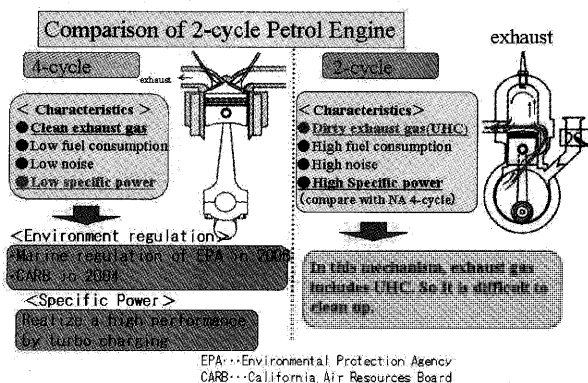 Comparison of 2-cycle Petrol Engine
4-cycle
exhaust
< Characteristics >
●Clean exhaust gas
●Low fuel consumption
●Low noise
●Low specific power
<Environment regulation>
·Marine regulation of EPA in 2006
·CARB in 2004
<Specific Power>
Realize a high performance
by turbo charging
2-cycle
exhaust
< Characteristics >
●Dirty exhaust gas(UHC)
●High fuel consumption
●High noise
●High Specific power
(compare with NA 4-cycle)
In this mechanism, exhaust gas
includes UHC. So it is difficult to
clean up.
EPA···Environmental Protection Agency
CARB···California Air Resources Board